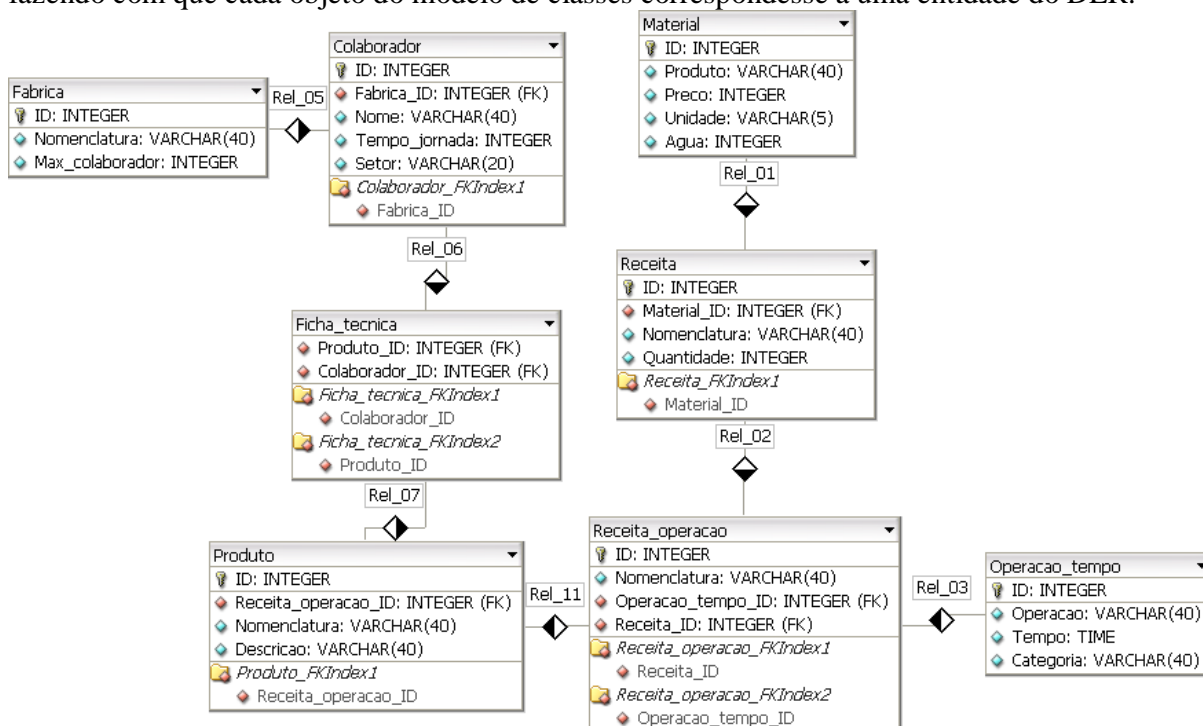 fazendo com que cada objeto do modelo de classes correspondesse a uma entidade do DER.
Fabrica
ID: INTEGER
Nomenclatura: VARCHAR(40)
Max_colaborador: INTEGER
Rel_05
Colaborador
ID: INTEGER
Fabrica_ID: INTEGER (FK)
Nome: VARCHAR(40)
Tempo_jornada: INTEGER
Setor: VARCHAR(20)
Colaborador_FKIndex1
Fabrica_ID
Material
ID: INTEGER
Produto: VARCHAR(40)
Preco: INTEGER
Unidade: VARCHAR(5)
Agua: INTEGER
Rel_01
Rel_06
Receita
ID: INTEGER
Material_ID: INTEGER (FK)
Nomenclatura: VARCHAR(40)
Quantidade: INTEGER
Receita_FKIndex1
Material_ID
Ficha_tecnica
Produto_ID: INTEGER (FK)
Colaborador_ID: INTEGER (FK)
Ficha_tecnica_FKIndex1
Colaborador_ID
Ficha_tecnica_FKIndex2
Produto_ID
Rel_02
Rel_07
Produto
ID: INTEGER
Receita_operacao_ID: INTEGER (FK)
Nomenclatura: VARCHAR(40)
Descricao: VARCHAR(40)
Produto_FKIndex1
Receita_operacao_ID
Rel_11
Receita_operacao
ID: INTEGER
Nomenclatura: VARCHAR(40)
Operacao_tempo_ID: INTEGER (FK)
Receita_ID: INTEGER (FK)
Receita_operacao_FKIndex1
Receita_ID
Receita_operacao_FKIndex2
Operacao_tempo_ID
Rel_03
Operacao_tempo
ID: INTEGER
Operacao: VARCHAR(40)
Tempo: TIME
Categoria: VARCHAR(40)